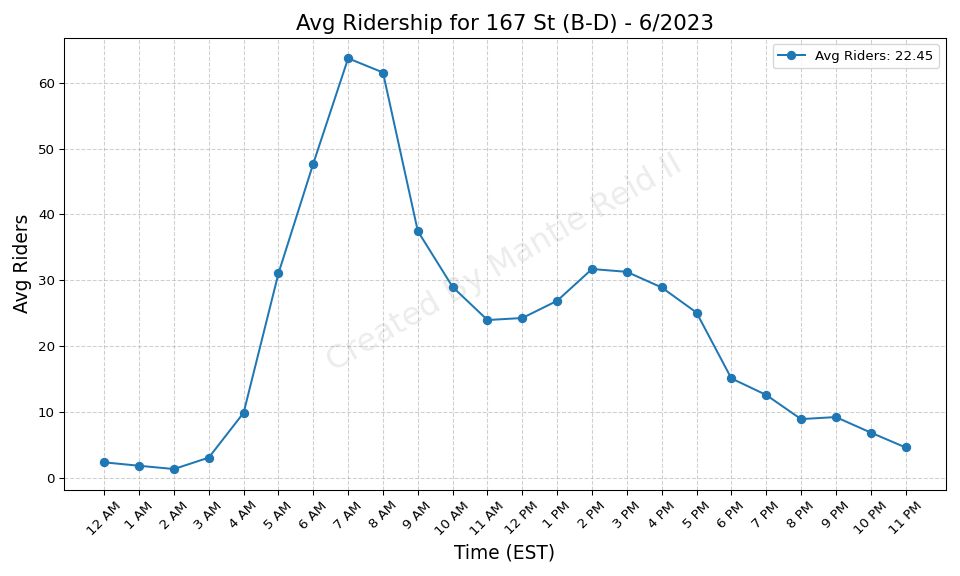 Avg Ridership for 167 St (B-D) - 6/2023
Avg Riders: 22.45
Avg Riders
60
50
40
30
20
10
0
Created By Mantie Reid II
12 AM 1 AM 2 AM 3 AM 4 AM 5 AM 6 AM 7 AM 8 AM 9 AM 10 AM 11 AM 12 PM 1 PM 2 PM 3 PM 4 PM 5 PM 6 PM 7 PM 8 PM 9 PM 10 PM 11 PM
Time (EST)